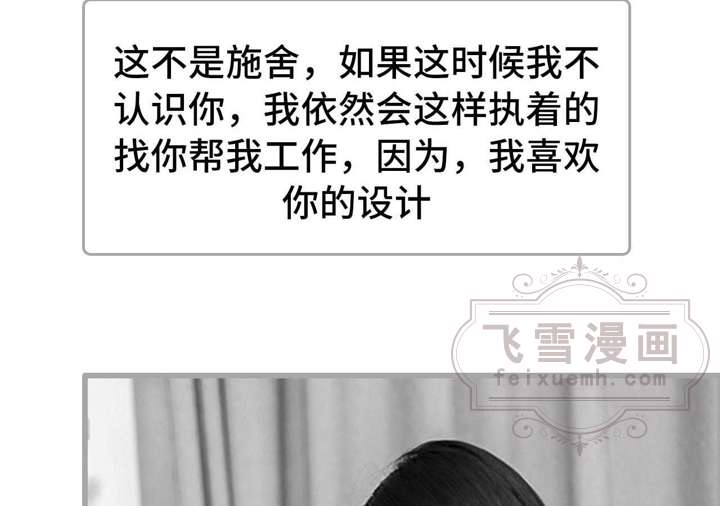 这不是施舍，如果这时候我不
认识你，我依然会这样执着的
找你帮我工作，因为，我喜欢
你的设计
飞雪漫画
feixuemh.com